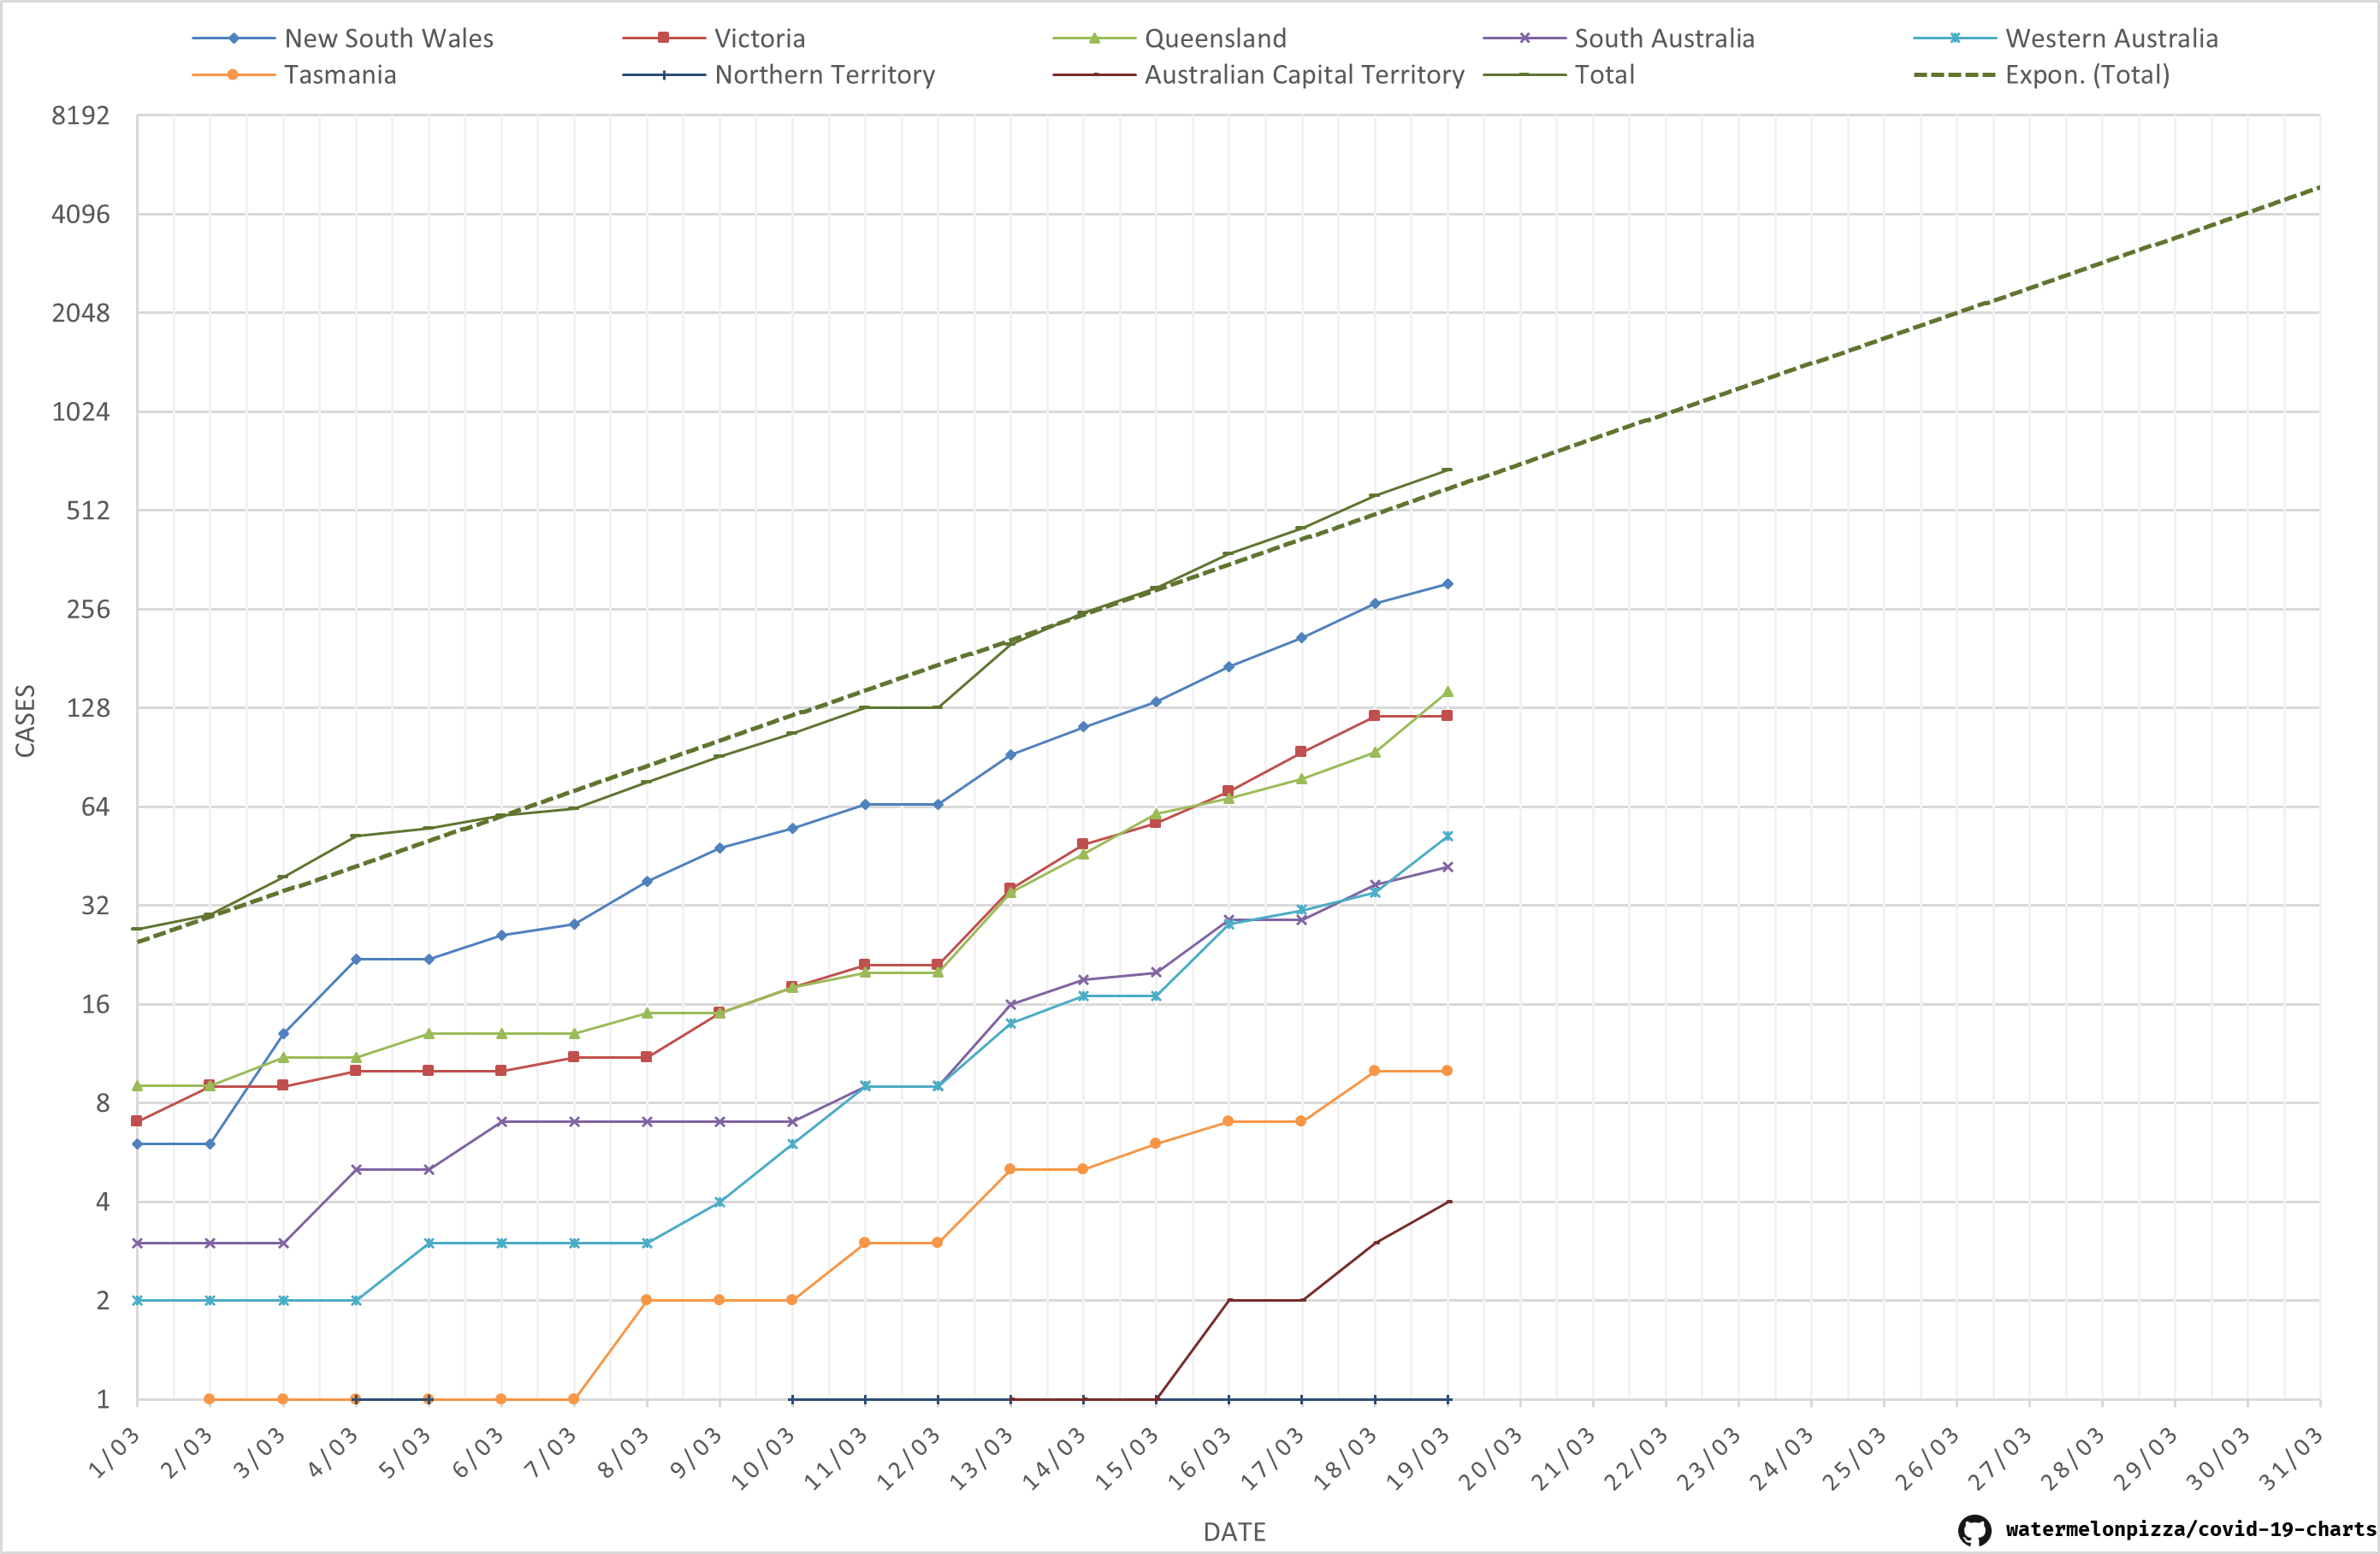 New South Wales Victoria Queensland South Australia Western Australia
Tasmania Northern Territory Australian Capital Territory Total Expon. (Total)
8192
4096
2048
1024
512
256
128
64
32
16
8
4
2
1
CASES
1/03 2/03 3/03 4/03 5/03 6/03 7/03 8/03 9/03 10/03 11/03 12/03 13/03 14/03 15/03 16/03 17/03 18/03 19/03 20/03 21/03 22/03 23/03 24/03 25/03 26/03 27/03 28/03 29/03 30/03 31/03
DATE
watermelonpizza/covid-19-charts